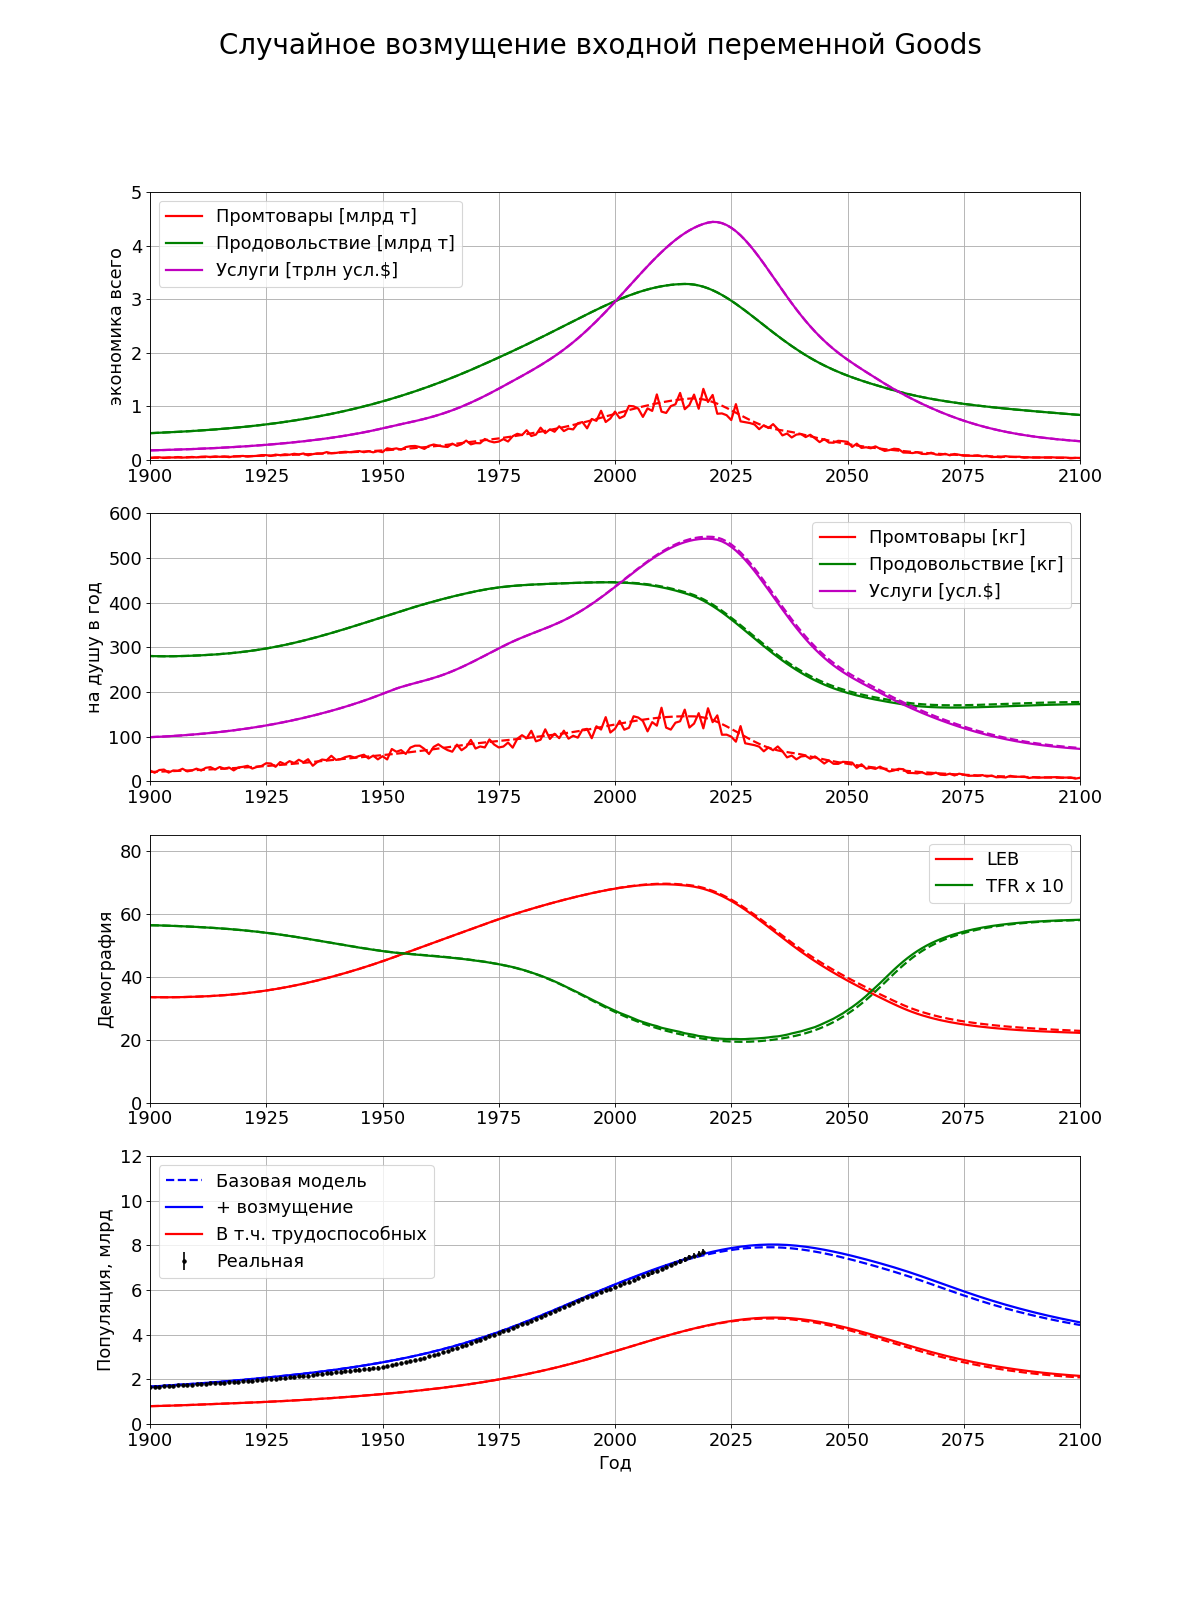 Случайное возмущение входной переменной Goods
экономика всего
5
4
3
2
1
0
Промтовары [млрд т]
Продовольствие [млрд т]
Услуги [трлн усл.$]
1900 1925 1950 1975 2000 2025 2050 2075 2100
на душу в год
600
500
400
300
200
100
0
Промтовары [кг]
Продовольствие [кг]
Услуги [усл.$]
1900 1925 1950 1975 2000 2025 2050 2075 2100
Демография
80
60
40
20
0
LEB
TFR x 10
1900 1925 1950 1975 2000 2025 2050 2075 2100
Популяция, млрд
12
10
8
6
4
2
0
Базовая модель
+ возмущение
В т.ч. трудоспособных
Реальная
1900 1925 1950 1975 2000 2025 2050 2075 2100
Год